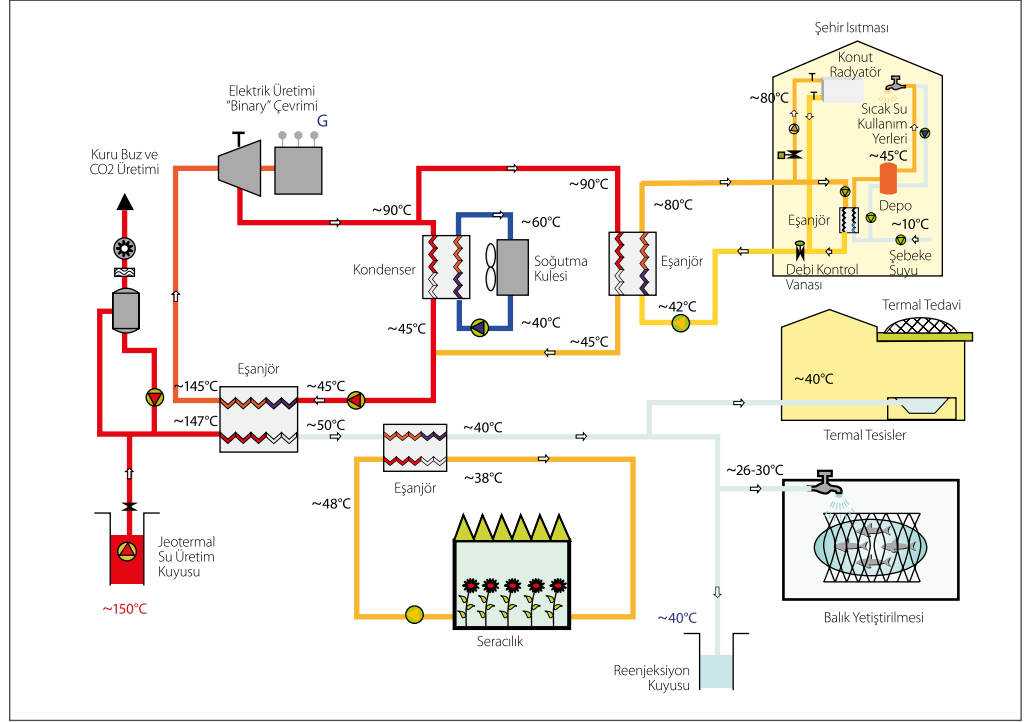 Şehir Isıtması
Konut
Radyatör
~80°C
Sıcak Su
Kullanım
Yerleri
~45°C
Depo
Eşanjör
~10°C
Şebeke
Suyu
Debi Kontrol
Vanası
Elektrik Üretimi
“Binary” Çevrimi
G
Kuru Buz ve
CO2 Üretimi
~90°C
~90°C
~80°C
~60°C
Kondenser
Soğutma
Kulesi
Eşanjör
~42°C
~40°C
~45°C
~45°C
Termal Tedavi
~40°C
Termal Tesisler
Eşanjör
~145°C
~45°C
~147°C
~50°C
~40°C
~38°C
Eşanjör
~48°C
~26-30°C
Jeotermal
Su Üretim
Kuyusu
~150°C
Seracılık
~40°C
Reenjeksiyon
Kuyusu
Balık Yetiştirilmesi